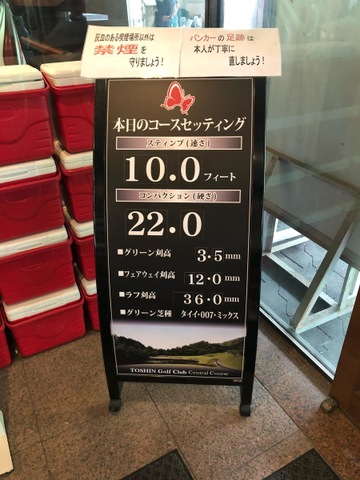 民家のある喫煙場所以外は
禁煙を
守りましょう!
バンカーの足跡は
本人が丁寧に
直しましょう!
本日のコースセッティング
スティンプ(速さ)
10.0フィート
コンパクション(硬さ)
22.0
■グリーン刈高 3.5mm
■フェアウェイ刈高 12.0mm
■ラフ刈高 36.0mm
■グリーン芝種 タイイ・007・ミックス
TOSHIN Golf Club Central Course